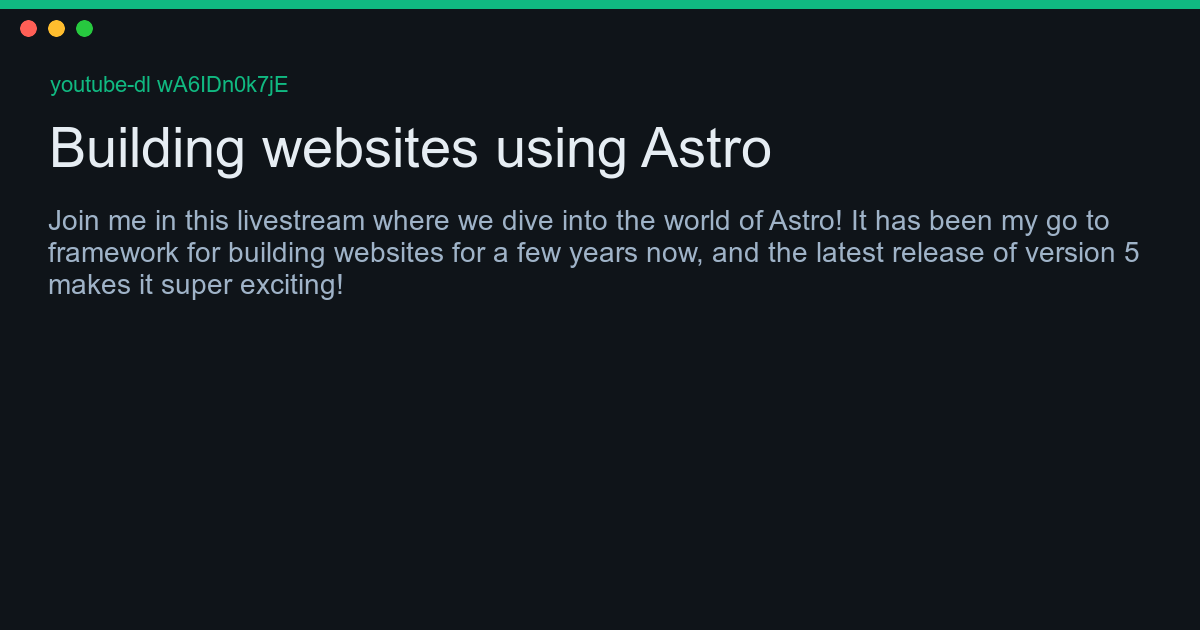 youtube-dl wA6IDn0k7jE
Building websites using Astro
Join me in this livestream where we dive into the world of Astro! It has been my go to
framework for building websites for a few years now, and the latest release of version 5
makes it super exciting!